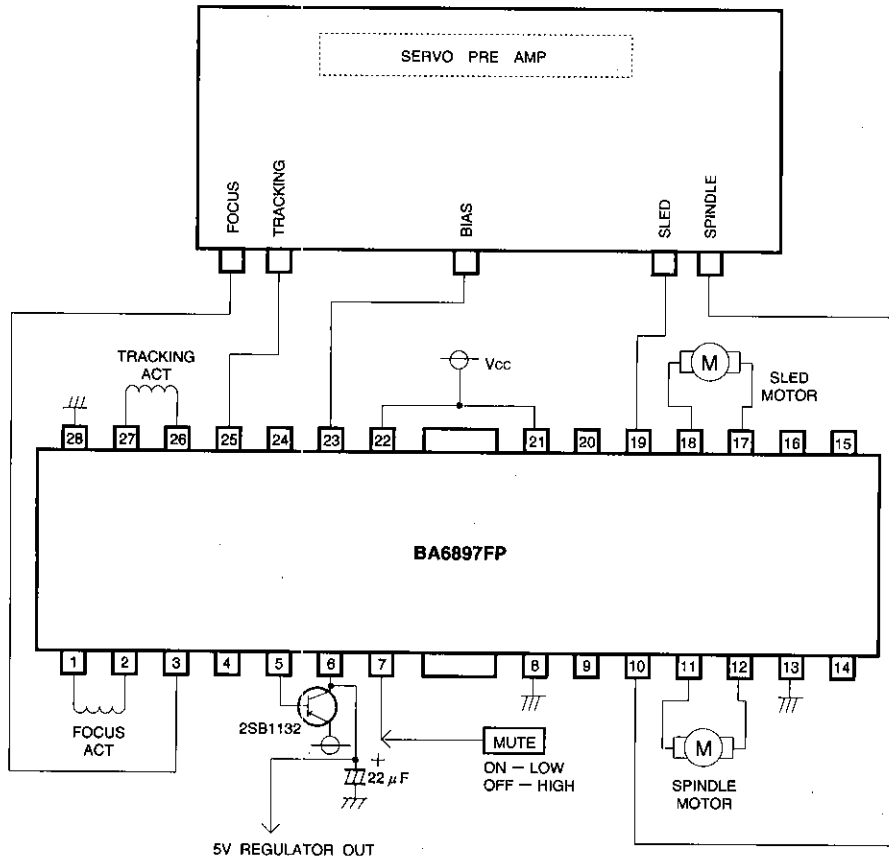 SERVO PRE AMP
FOCUS
TRACKING
BIAS
SLED
SPINDLE
TRACKING
ACT
Vcc
M
SLED
MOTOR
28
27
26
25
24
23
22
21
20
19
18
17
16
15
BA6897FP
1
2
3
4
5
6
7
8
9
10
11
12
13
14
FOCUS
ACT
2SB1132
+
22 μF
MUTE
ON – LOW
OFF – HIGH
M
SPINDLE
MOTOR
5V REGULATOR OUT